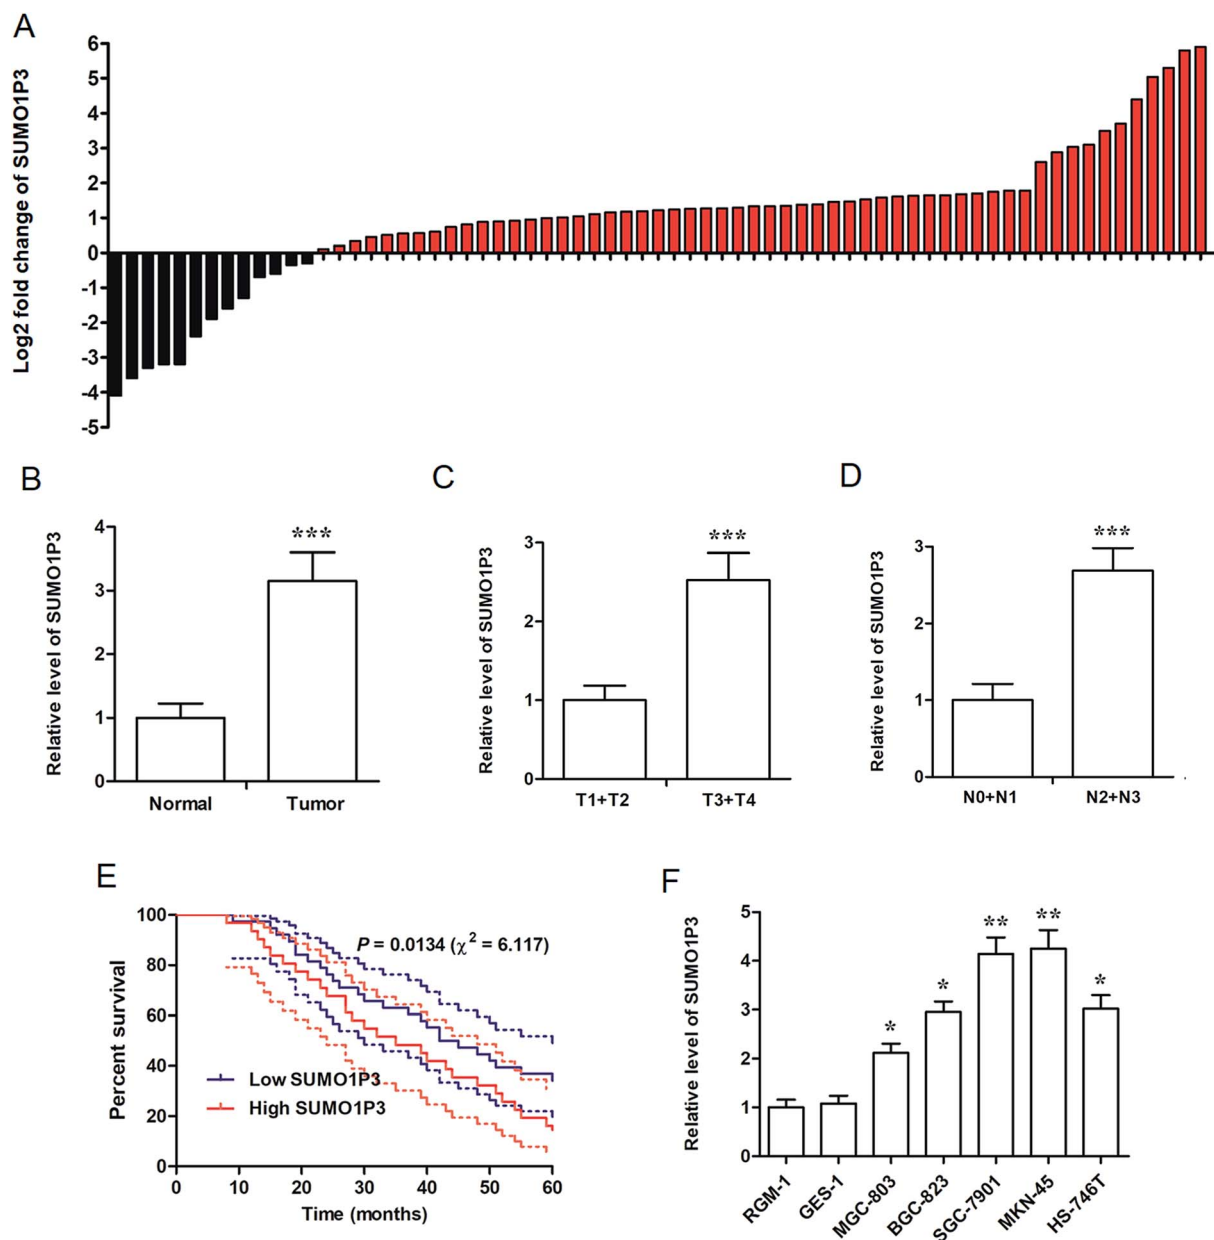 A
Log2 fold change of SUMO1P3
6
5
4
3
2
1
0
-1
-2
-3
-4
-5
B
Relative level of SUMO1P3
4
3
2
1
0
***
Normal
Tumor
C
Relative level of SUMO1P3
3
2
1
0
***
T1+T2
T3+T4
D
Relative level of SUMO1P3
3
2
1
0
***
N0+N1
N2+N3
E
Percent survival
100
80
60
40
20
0
P = 0.0134 (χ² = 6.117)
Low SUMO1P3
High SUMO1P3
0
10
20
30
40
50
60
Time (months)
F
Relative level of SUMO1P3
5
4
3
2
1
0
*
*
**
**
*
RGM-1
GES-1
MGC-803
BGC-823
SGC-7901
MKN-45
HS-746T